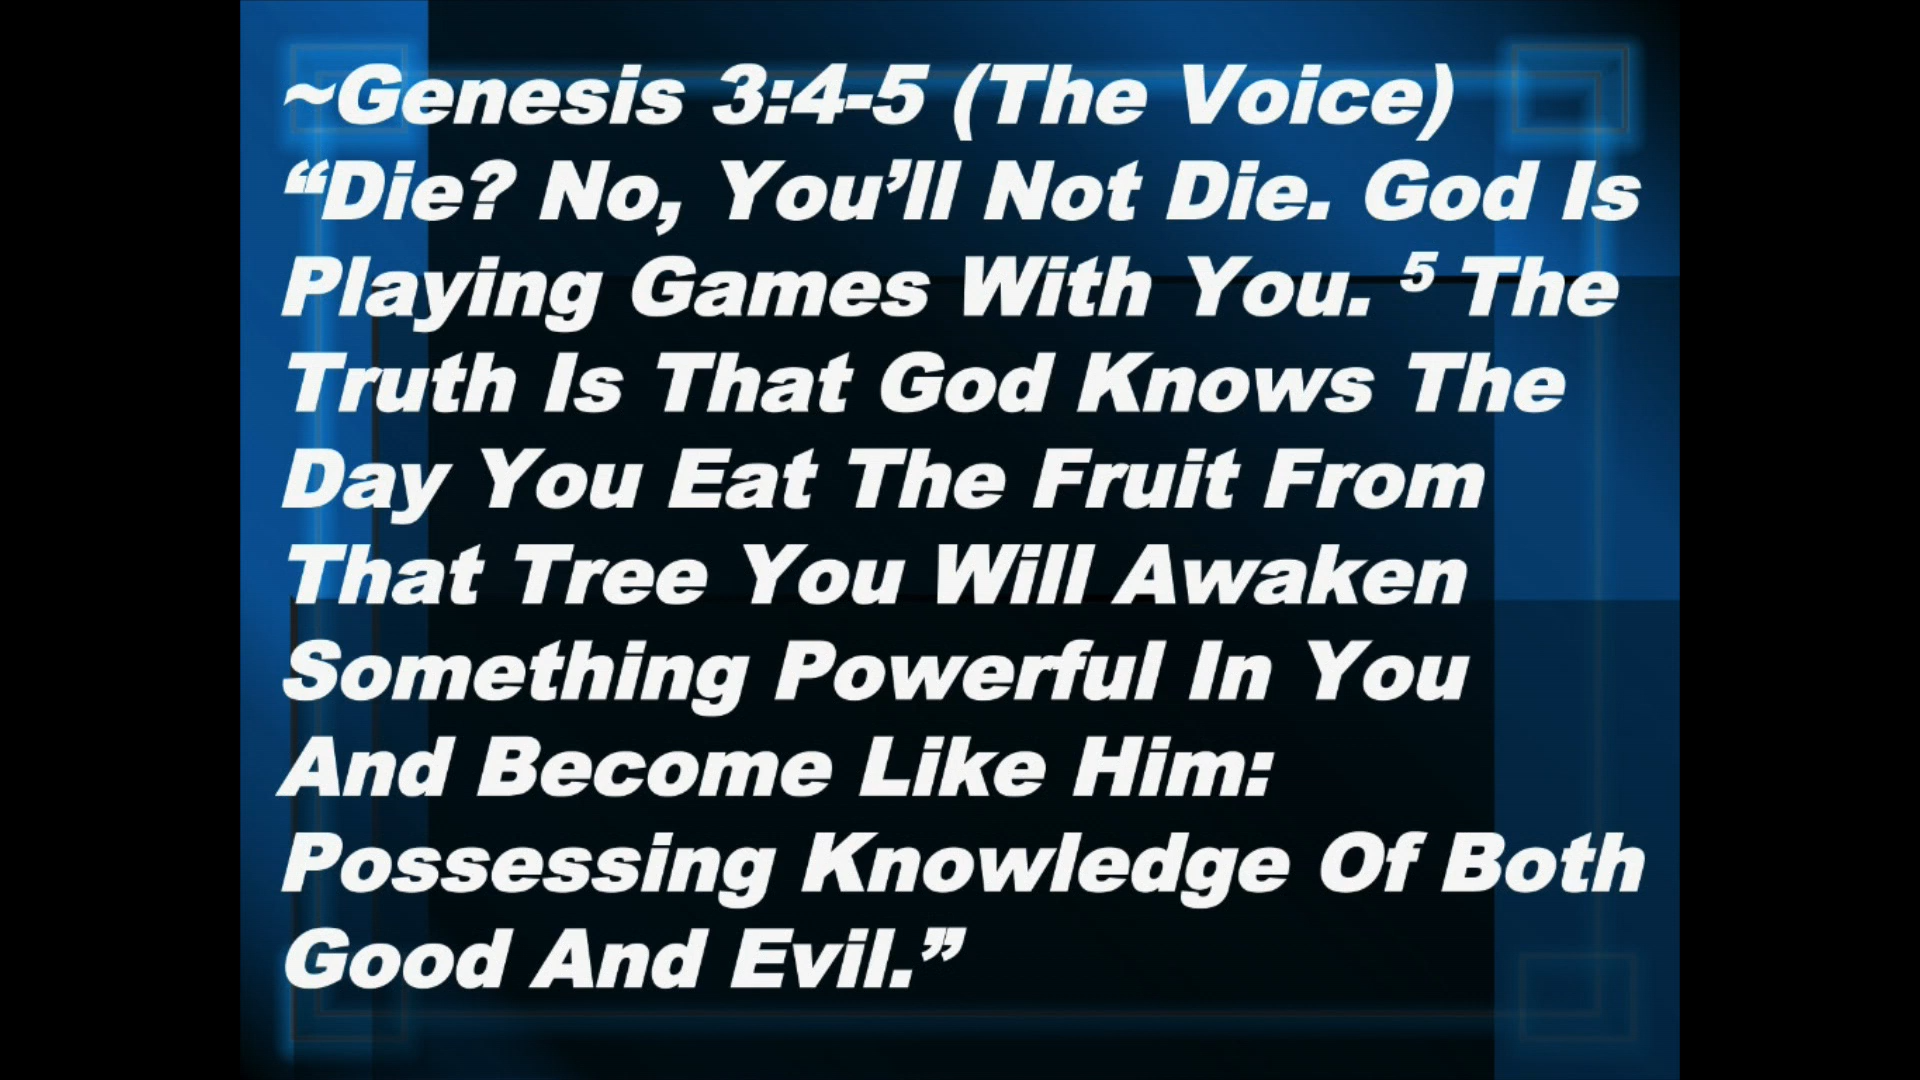 ~Genesis 3:4-5 (The Voice)
“Die? No, You’ll Not Die. God Is
Playing Games With You. ⁵ The
Truth Is That God Knows The
Day You Eat The Fruit From
That Tree You Will Awaken
Something Powerful In You
And Become Like Him:
Possessing Knowledge Of Both
Good And Evil.”